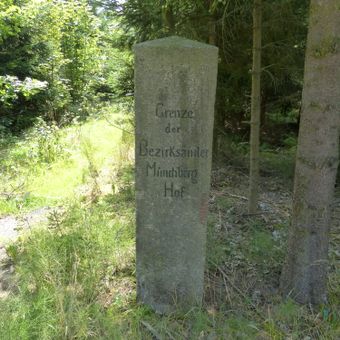 Grenze
der
Bezirksämter
Münchberg
Hof